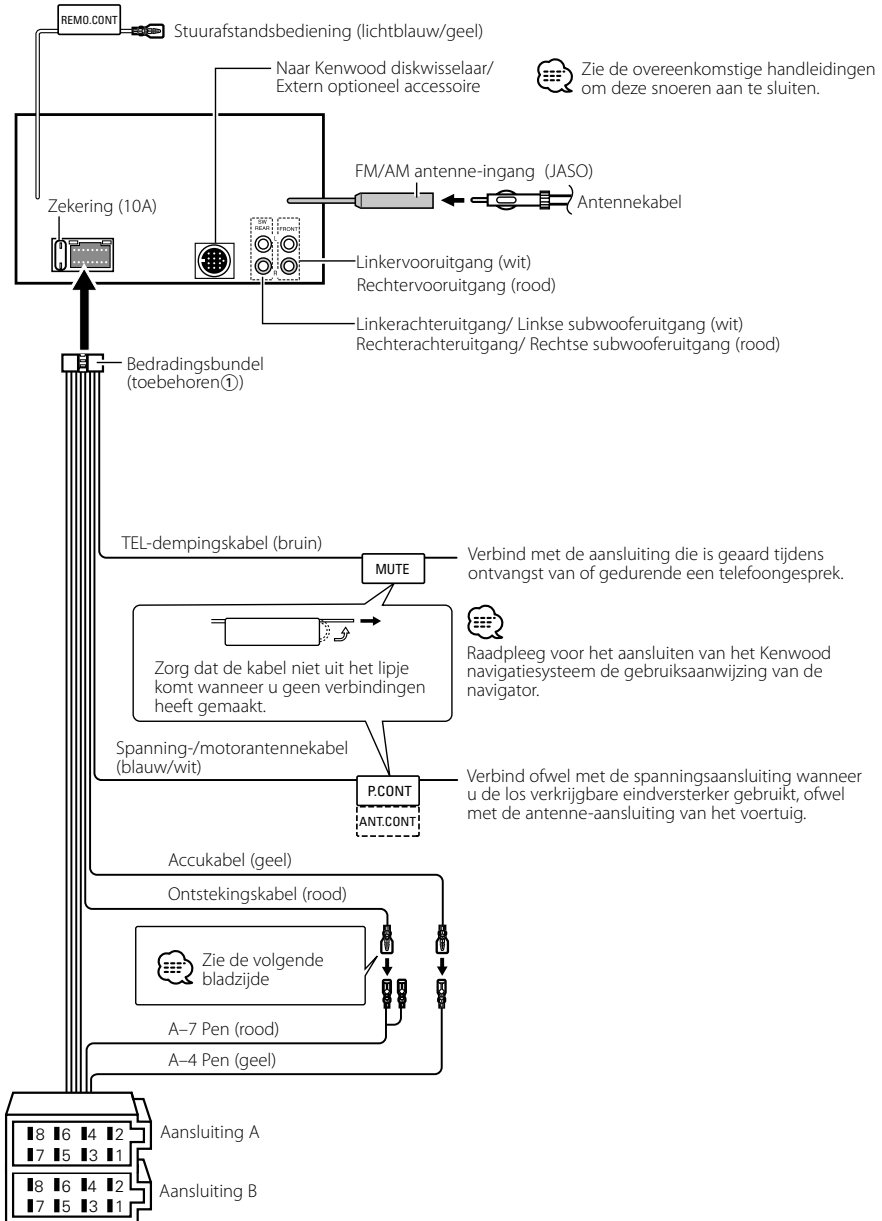 REMO.CONT
Stuurafstandsbediening (lichtblauw/geel)
Naar Kenwood diskwisselaar/
Extern optioneel accessoire
Zie de overeenkomstige handleidingen
om deze snoeren aan te sluiten.
FM/AM antenne-ingang (JASO)
Antennekabel
Zekering (10A)
SW
REAR
FRONT
L
R
Linkervooruitgang (wit)
Rechtervooruitgang (rood)
Linkerachteruitgang/ Linkse subwooferuitgang (wit)
Rechterachteruitgang/ Rechtse subwooferuitgang (rood)
Bedradingsbundel
(toebehoren①)
TEL-dempingskabel (bruin)
MUTE
Verbind met de aansluiting die is geaard tijdens
ontvangst van of gedurende een telefoongesprek.
Zorg dat de kabel niet uit het lipje
komt wanneer u geen verbindingen
heeft gemaakt.
Raadpleeg voor het aansluiten van het Kenwood
navigatiesysteem de gebruiksaanwijzing van de
navigator.
Spanning-/motorantennekabel
(blauw/wit)
P.CONT
ANT.CONT
Verbind ofwel met de spanningsaansluiting wanneer
u de los verkrijgbare eindversterker gebruikt, ofwel
met de antenne-aansluiting van het voertuig.
Accukabel (geel)
Ontstekingskabel (rood)
Zie de volgende
bladzijde
A–7 Pen (rood)
A–4 Pen (geel)
8 6 4 2
7 5 3 1
Aansluiting A
8 6 4 2
7 5 3 1
Aansluiting B